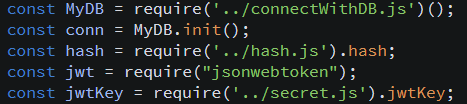 const MyDB = require('../connectWithDB.js')();
const conn = MyDB.init();
const hash = require('../hash.js').hash;
const jwt = require("jsonwebtoken");
const jwtKey = require('../secret.js').jwtKey;